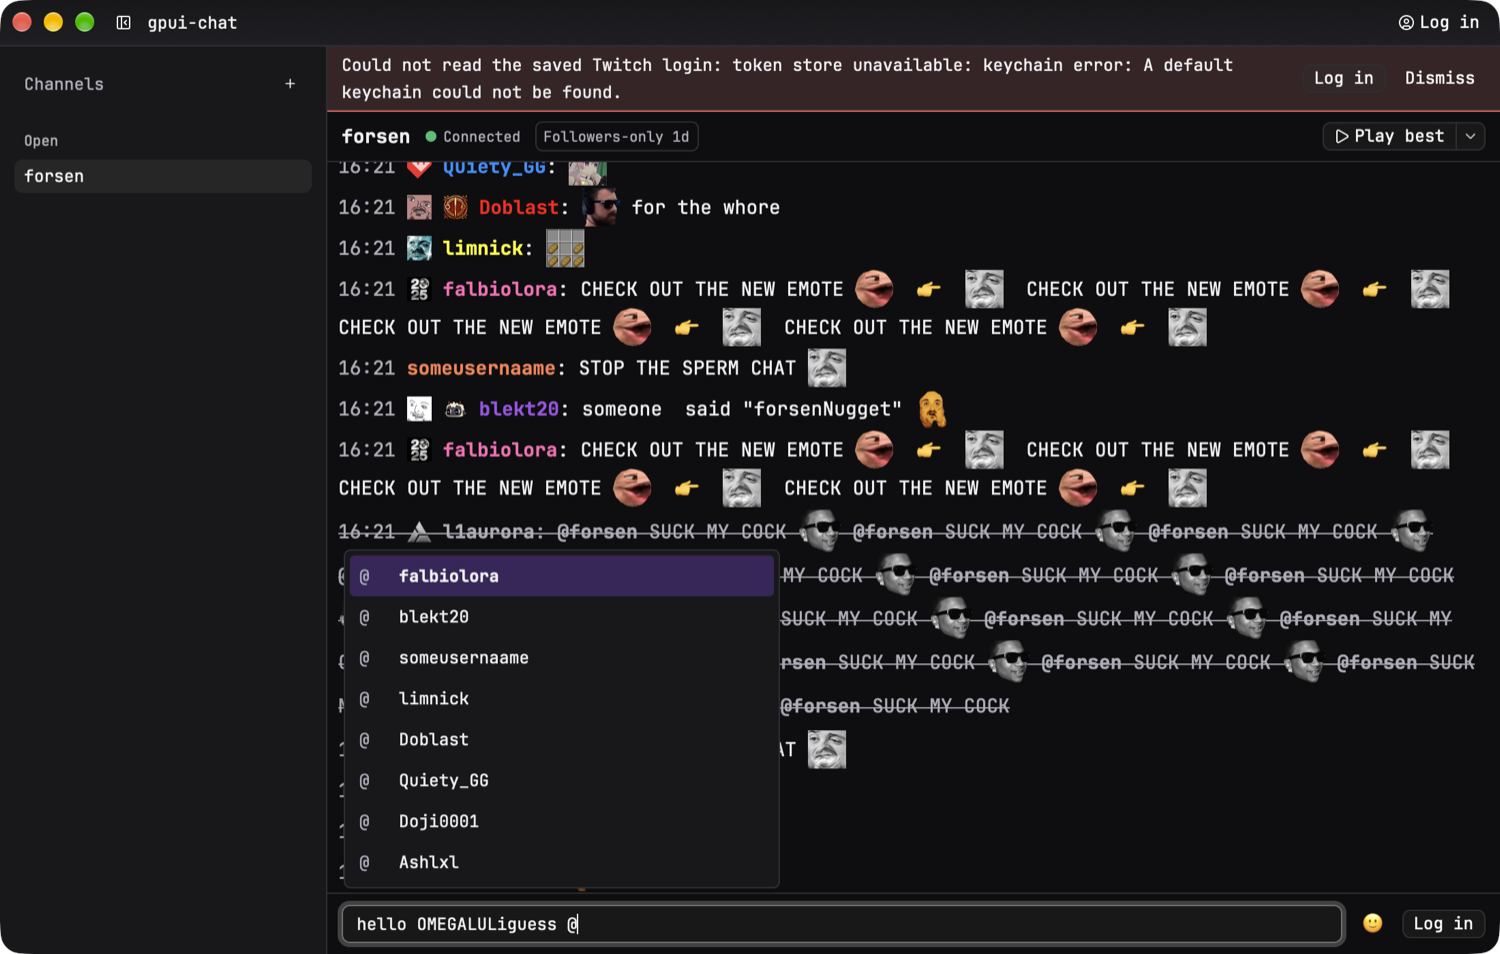 gpui-chat
Log in
Channels +
Open
forsen
Could not read the saved Twitch login: token store unavailable: keychain error: A default
keychain could not be found.
Log in
Dismiss
forsen
Connected
Followers-only 1d
Play best
16:21 Quiety_GG:
16:21 Doblast: for the whore
16:21 limnick:
16:21 falbiolora: CHECK OUT THE NEW EMOTE CHECK OUT THE NEW EMOTE
CHECK OUT THE NEW EMOTE CHECK OUT THE NEW EMOTE
16:21 someusernaame: STOP THE SPERM CHAT
16:21 blekt20: someone said "forsenNugget"
16:21 falbiolora: CHECK OUT THE NEW EMOTE CHECK OUT THE NEW EMOTE
CHECK OUT THE NEW EMOTE CHECK OUT THE NEW EMOTE
16:21 l1aurora: @forsen SUCK MY COCK @forsen SUCK MY COCK @forsen SUCK MY COCK
MY COCK @forsen SUCK MY COCK @forsen SUCK MY COCK
SUCK MY COCK @forsen SUCK MY COCK @forsen SUCK MY
SUCK MY COCK @forsen SUCK MY COCK @forsen SUCK
@forsen SUCK MY COCK
@ falbiolora
@ blekt20
@ someusernaame
@ limnick
@ Doblast
@ Quiety_GG
@ Doji0001
@ Ashlxl
hello OMEGALULiguess @
Log in